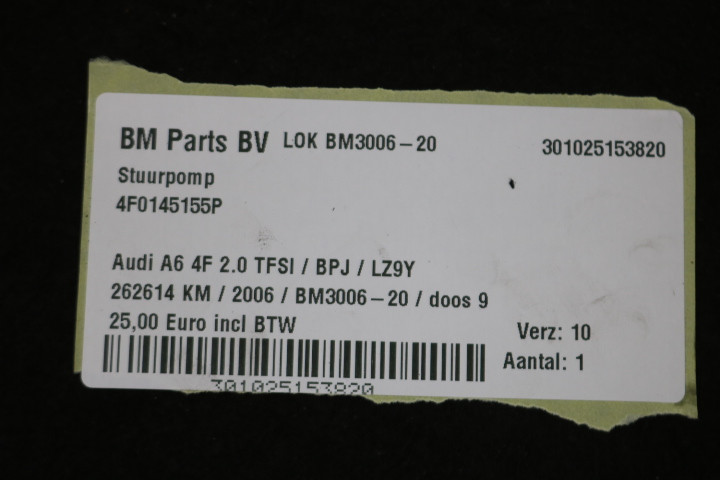 BM Parts BV LOK BM3006-20 301025153820
Stuurpomp
4F0145155P
Audi A6 4F 2.0 TFSI / BPJ / LZ9Y
262614 KM / 2006 / BM3006-20 / doos 9
25,00 Euro incl BTW Verz: 10
Aantal: 1
301025153820